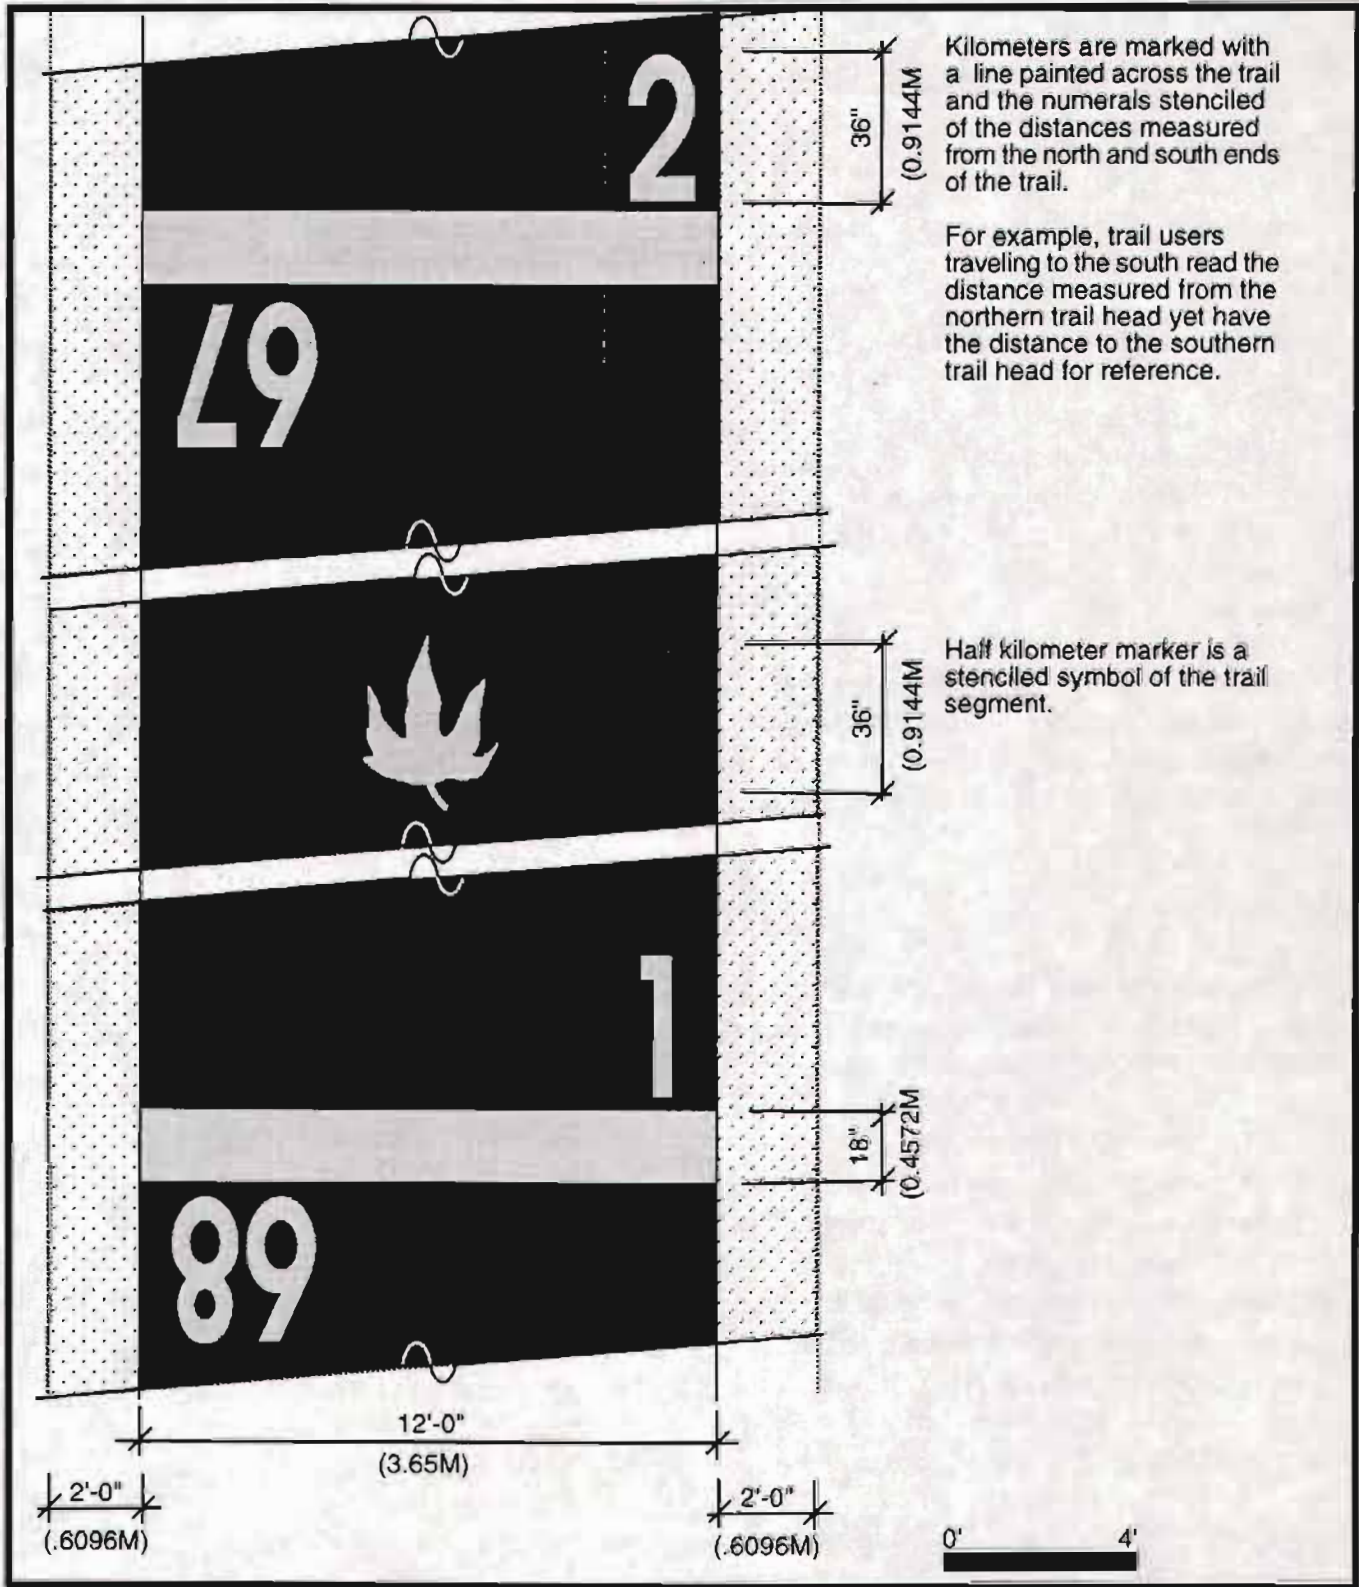 2
36"
(0.9144M
Kilometers are marked with
a line painted across the trail
and the numerals stenciled
of the distances measured
from the north and south ends
of the trail.
For example, trail users
traveling to the south read the
distance measured from the
northern trail head yet have
the distance to the southern
trail head for reference.
67
36"
(0.9144M
Half kilometer marker is a
stenciled symbol of the trail
segment.
1
18"
(0.4572M
68
12'-0"
(3.65M)
2'-0"
(.6096M)
2'-0"
(.6096M)
0' 4'